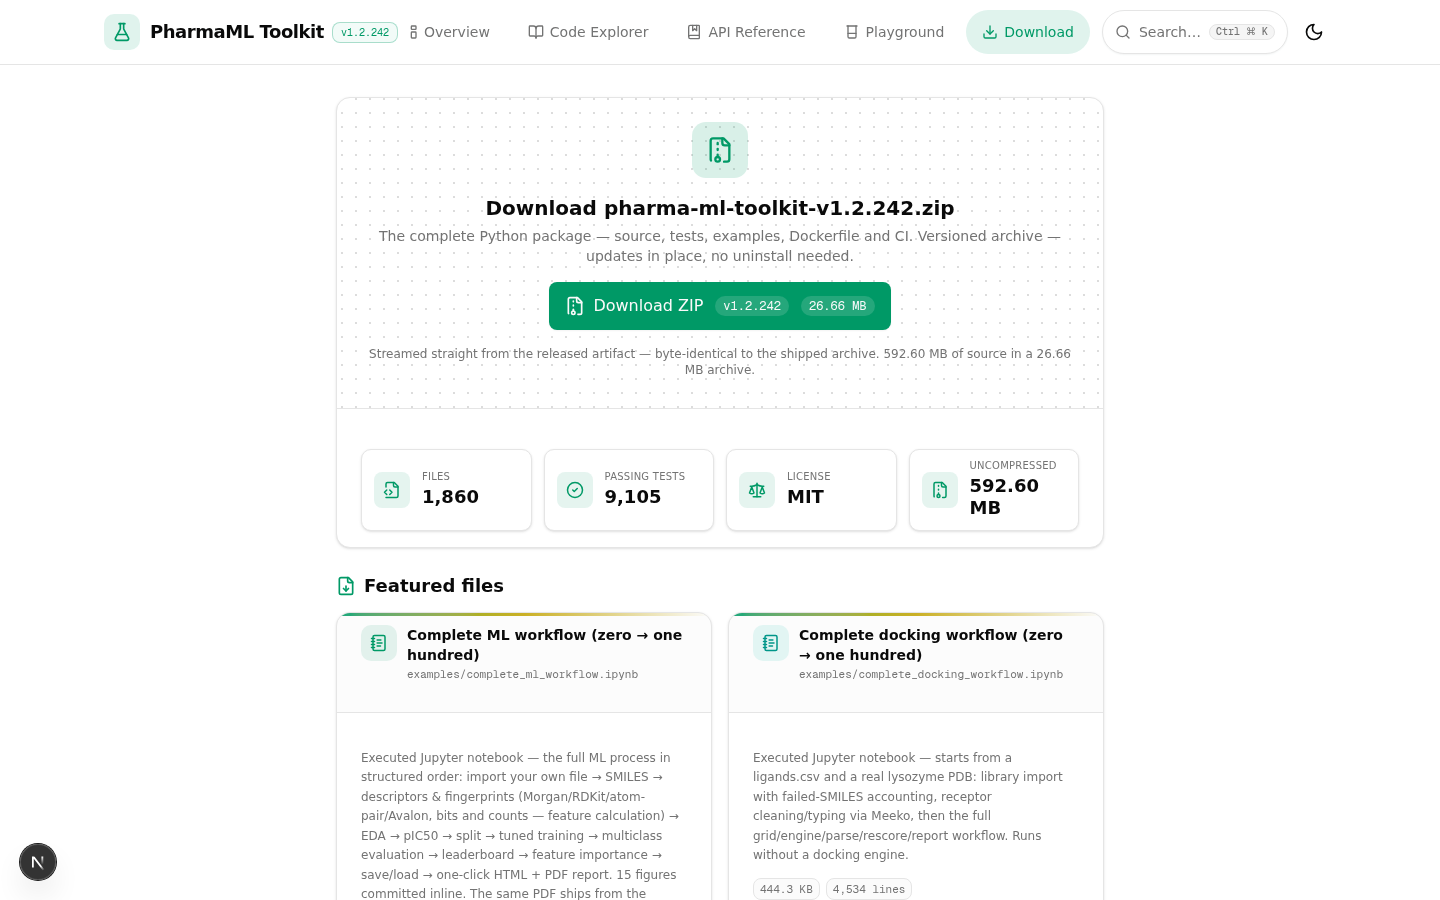 PharmaML Toolkit v1.2.242 Overview Code Explorer API Reference Playground Download Search... Ctrl ⌘ K
Download pharma-ml-toolkit-v1.2.242.zip
The complete Python package — source, tests, examples, Dockerfile and CI. Versioned archive —
updates in place, no uninstall needed.
Download ZIP v1.2.242 26.66 MB
Streamed straight from the released artifact — byte-identical to the shipped archive. 592.60 MB of source in a 26.66
MB archive.
FILES
1,860
PASSING TESTS
9,105
LICENSE
MIT
UNCOMPRESSED
592.60
MB
Featured files
Complete ML workflow (zero → one
hundred)
examples/complete_ml_workflow.ipynb
Executed Jupyter notebook — the full ML process in
structured order: import your own file → SMILES →
descriptors & fingerprints (Morgan/RDKit/atom-
pair/Avalon, bits and counts — feature calculation) →
EDA → pIC50 → split → tuned training → multiclass
evaluation → leaderboard → feature importance →
save/load → one-click HTML + PDF report. 15 figures
committed inline. The same PDF ships from the
Complete docking workflow (zero
→ one hundred)
examples/complete_docking_workflow.ipynb
Executed Jupyter notebook — starts from a
ligands.csv and a real lysozyme PDB: library import
with failed-SMILES accounting, receptor
cleaning/typing via Meeko, then the full
grid/engine/parse/rescore/report workflow. Runs
without a docking engine.
444.3 KB 4,534 lines
N